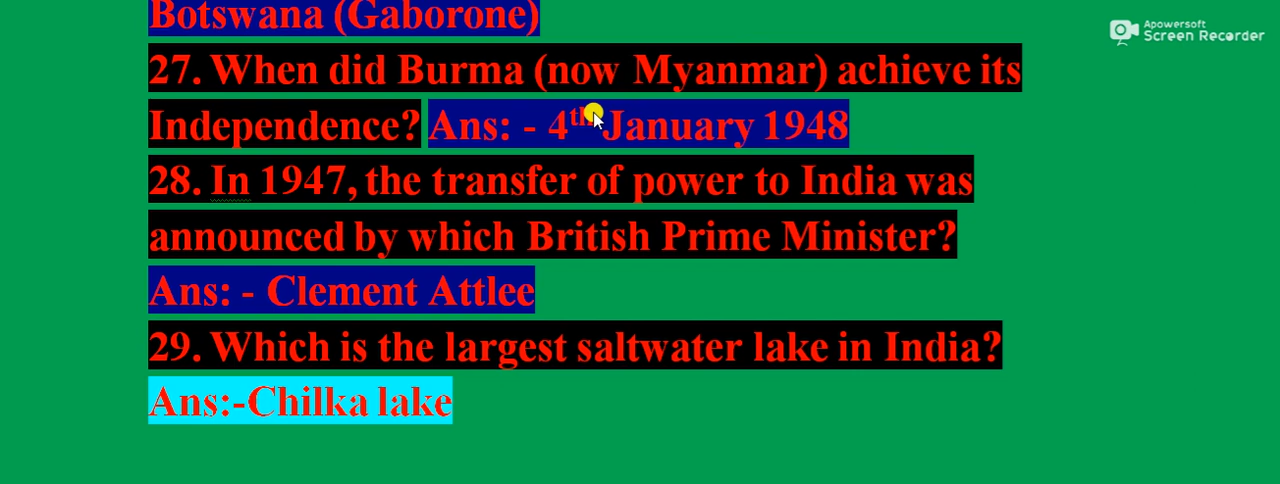 Botswana (Gaborone)
Apowersoft
Screen Recorder
27. When did Burma (now Myanmar) achieve its
Independence? Ans: - 4th January 1948
28. In 1947, the transfer of power to India was
announced by which British Prime Minister?
Ans: - Clement Attlee
29. Which is the largest saltwater lake in India?
Ans:-Chilka lake